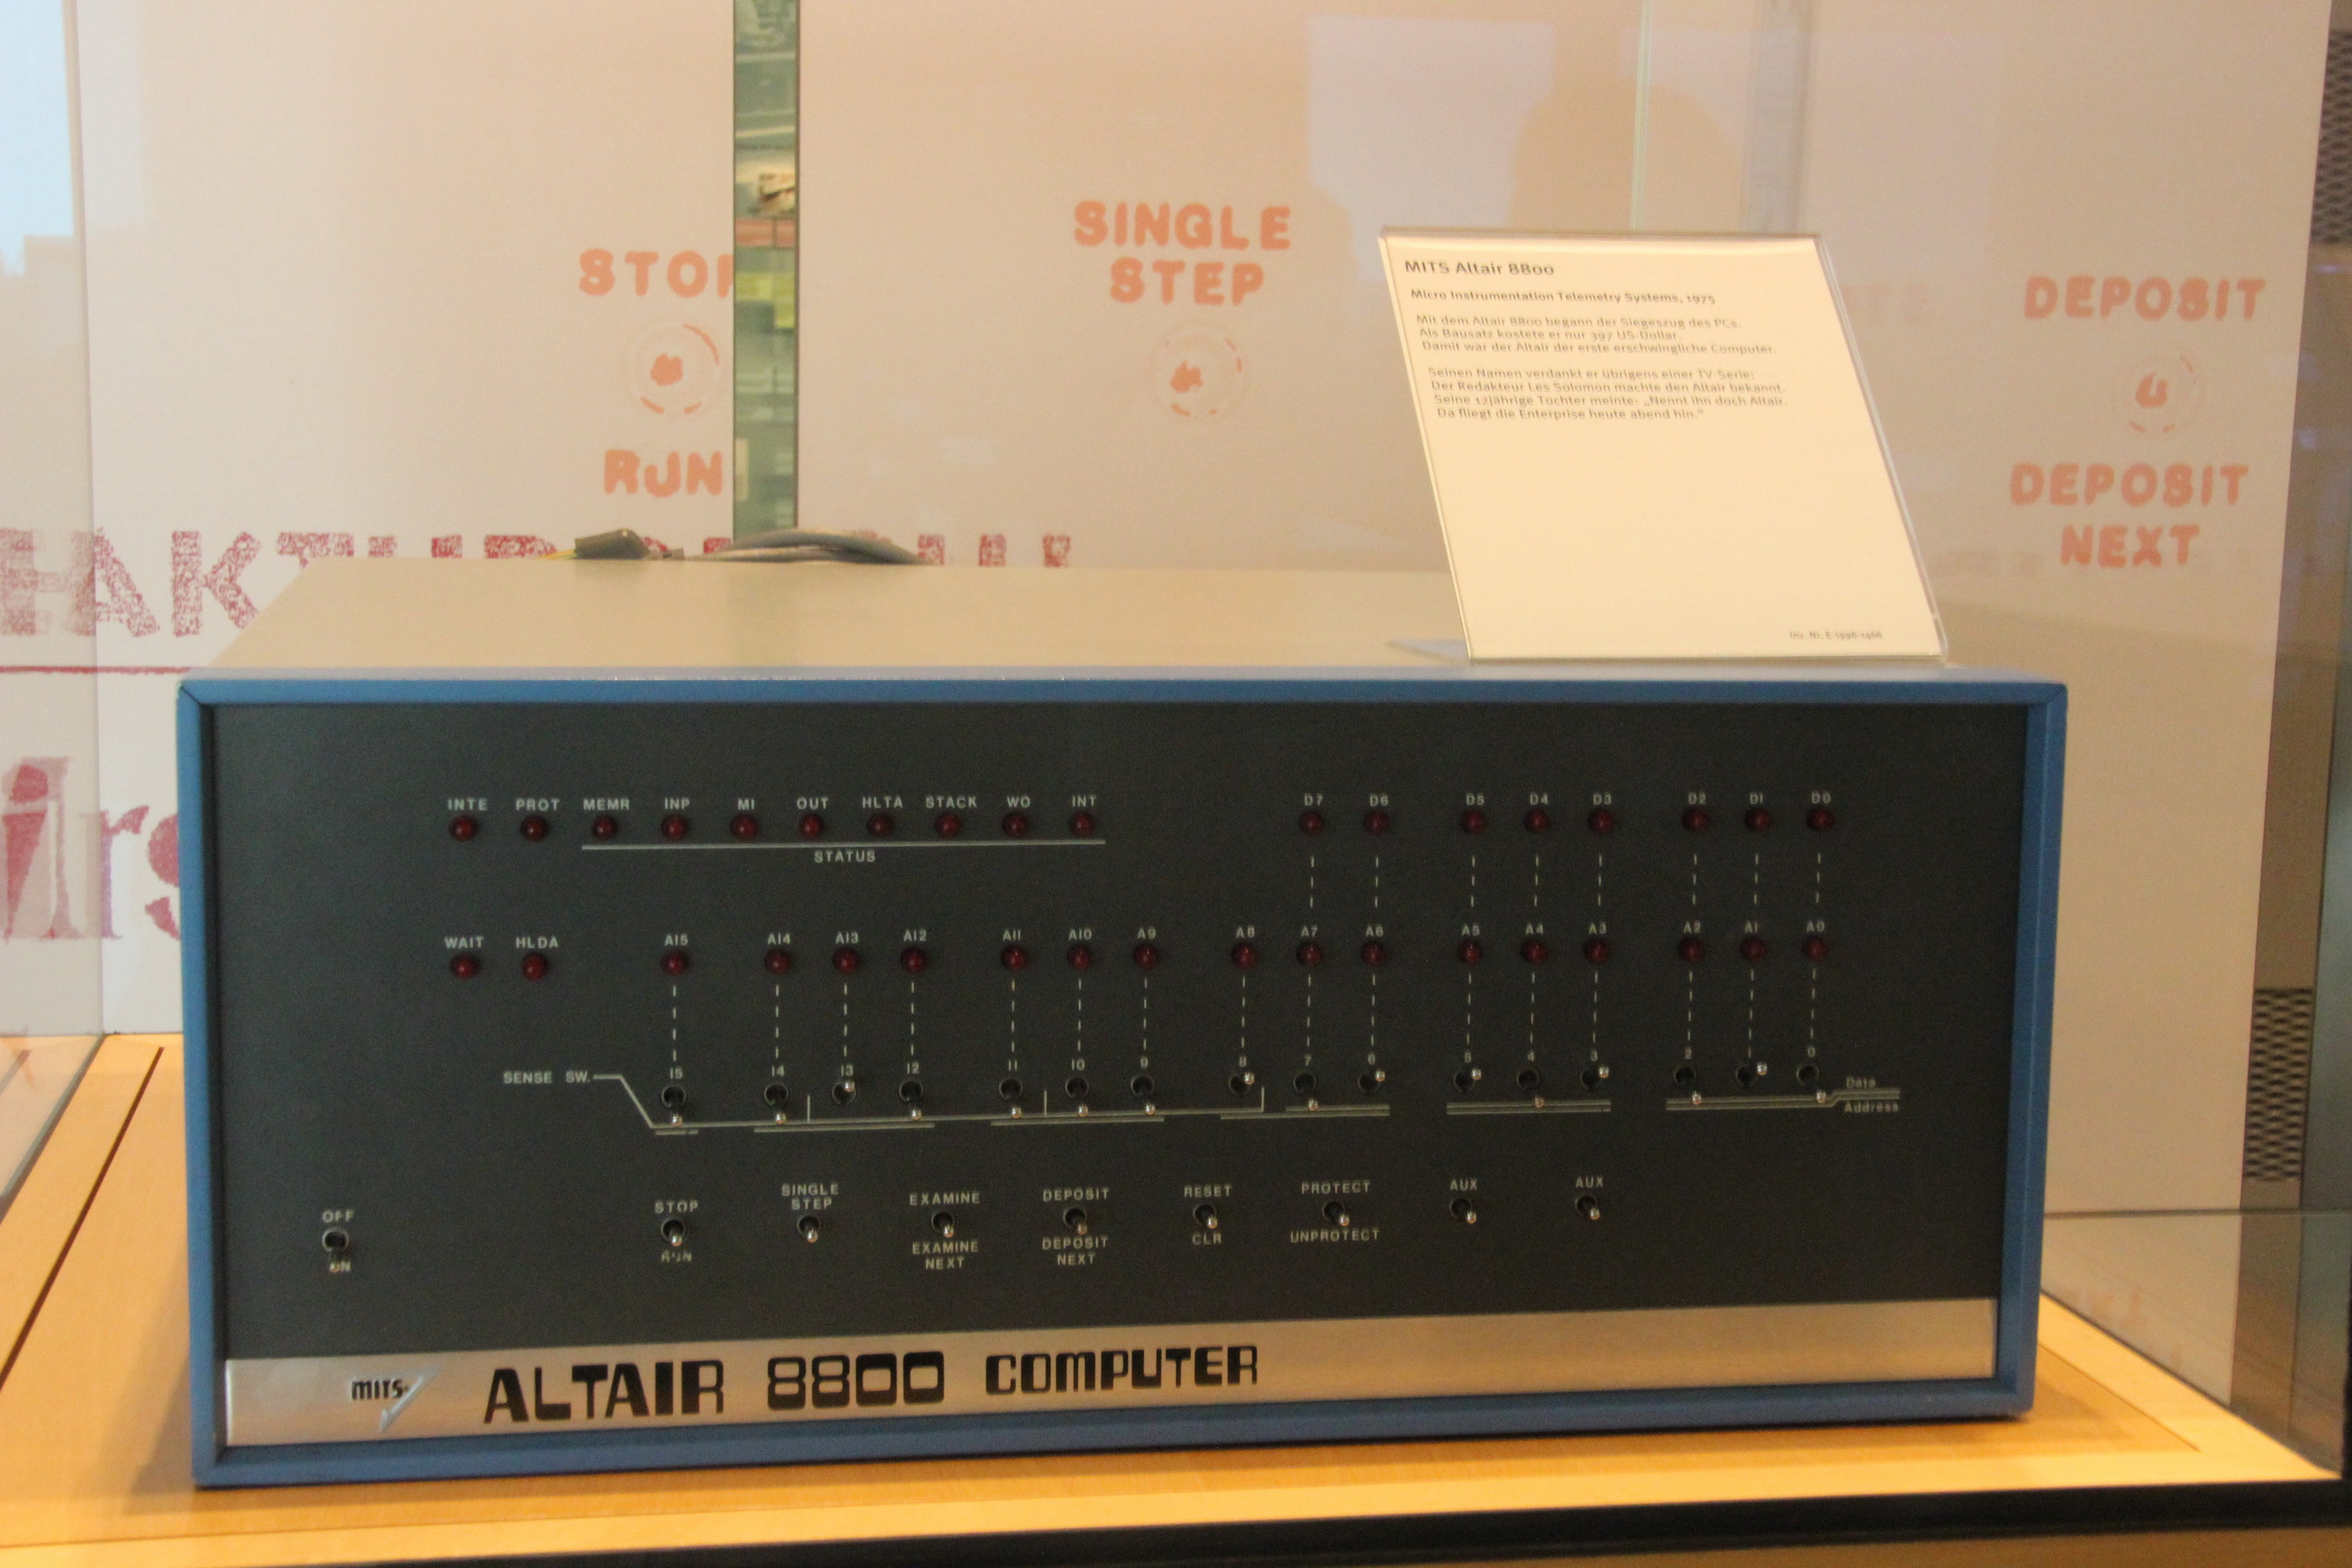 STOP
RUN
SINGLE
STEP
DEPOSIT
DEPOSIT
NEXT
MITS Altair 8800
Micro Instrumentation Telemetry Systems, 1975
Mit dem Altair 8800 begann der Siegeszug des PCs.
Als Bausatz kostete er nur 397 US-Dollar.
Damit war der Altair der erste erschwingliche Computer.
Seinen Namen verdankt er übrigens einer TV-Serie:
Der Redakteur Les Solomon machte den Altair bekannt.
Seine 12jährige Tochter meinte: „Nennt ihn doch Altair.
Da fliegt die Enterprise heute abend hin.“
Inv. Nr. E-1996-1466
INTE PROT MEMR INP MI OUT HLTA STACK WO INT D7 D6 D5 D4 D3 D2 D1 D0
STATUS
WAIT HLDA A15 A14 A13 A12 A11 A10 A9 A8 A7 A6 A5 A4 A3 A2 A1 A0
SENSE SW. 15 14 13 12 11 10 9 8 7 6 5 4 3 2 1 0
Data
Address
OFF STOP SINGLE STEP EXAMINE DEPOSIT RESET PROTECT AUX AUX
ON RUN EXAMINE NEXT DEPOSIT NEXT CLR UNPROTECT
MITS ALTAIR 8800 COMPUTER